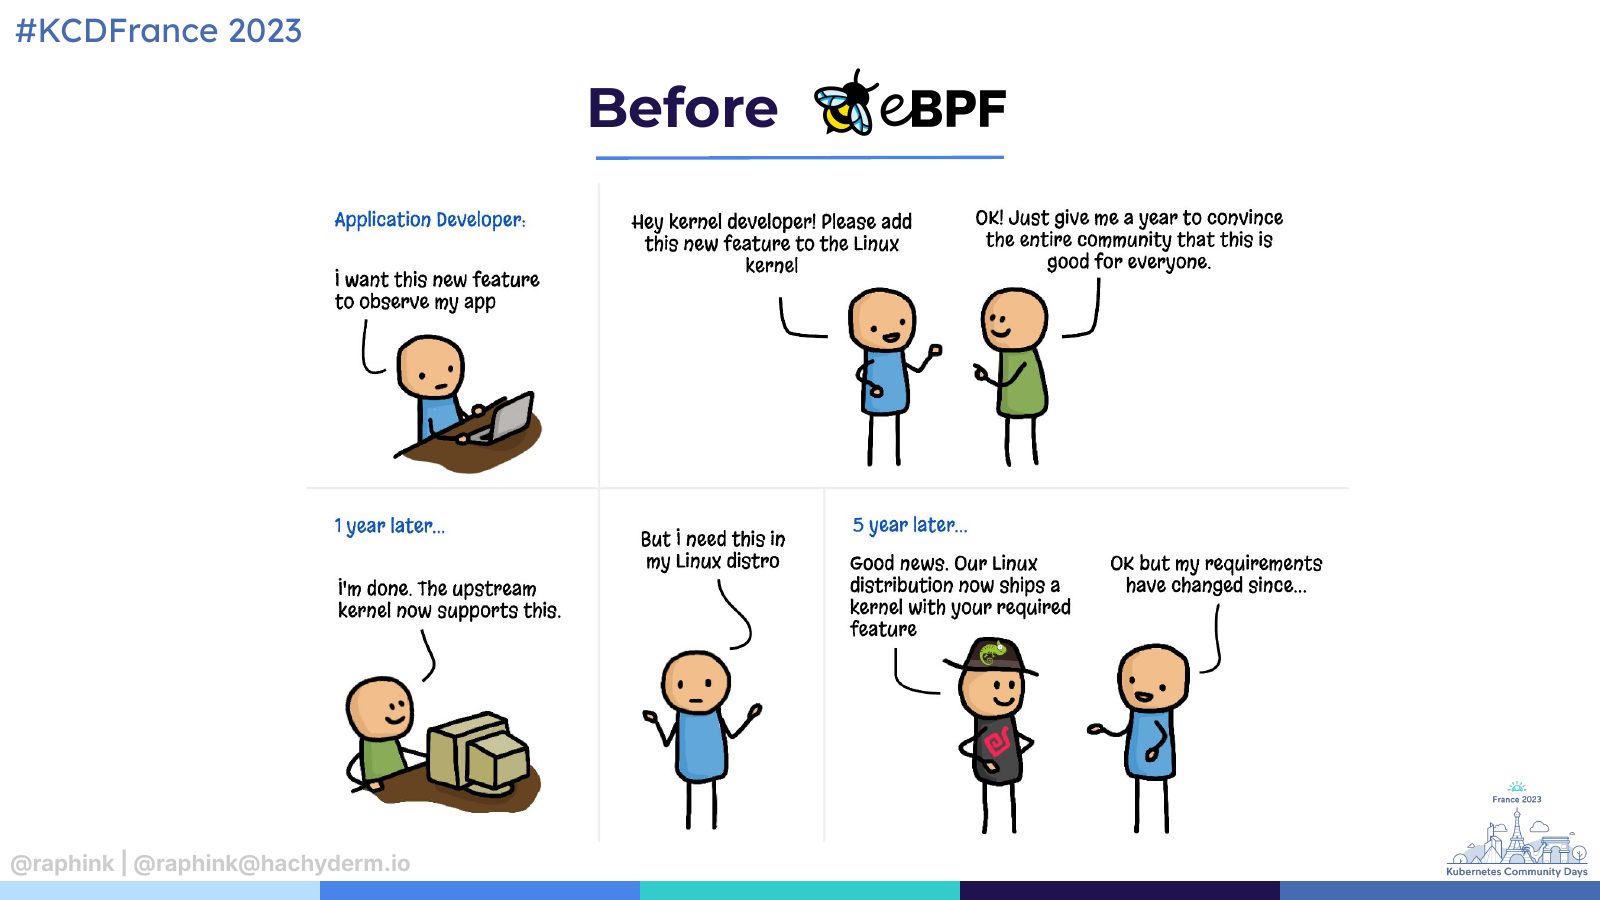 #KCDFrance 2023
Before eBPF
Application Developer:
i want this new feature
to observe my app
Hey kernel developer! Please add
this new feature to the Linux
kernel
OK! Just give me a year to convince
the entire community that this is
good for everyone.
1 year later...
i'm done. The upstream
kernel now supports this.
But i need this in
my Linux distro
5 year later...
Good news. Our Linux
distribution now ships a
kernel with your required
feature
OK but my requirements
have changed since...
France 2023
Kubernetes Community Days
@raphink | @raphink@hachyderm.io